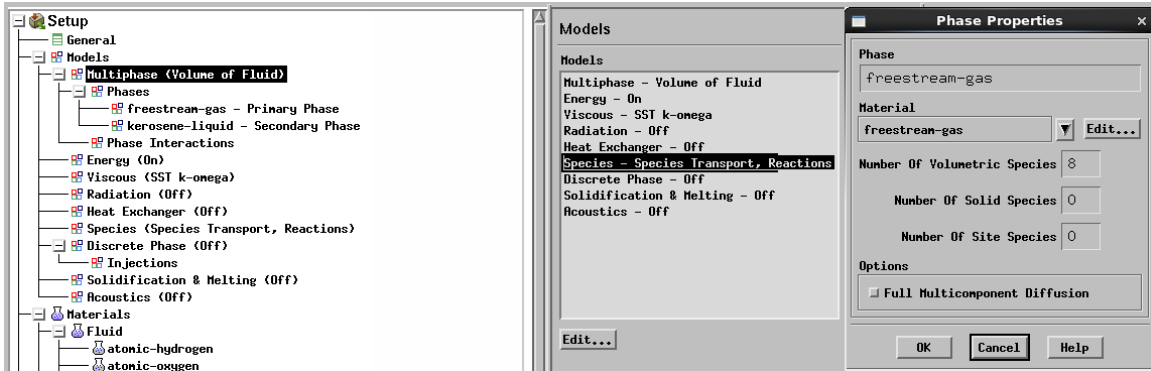 Setup
General
Models
Multiphase (Volume of Fluid)
Phases
freestream-gas - Primary Phase
kerosene-liquid - Secondary Phase
Phase Interactions
Energy (On)
Viscous (SST k-omega)
Radiation (Off)
Heat Exchanger (Off)
Species (Species Transport, Reactions)
Discrete Phase (Off)
Injections
Solidification & Melting (Off)
Acoustics (Off)
Materials
Fluid
atomic-hydrogen
atomic-oxygen
Models
Models
Multiphase - Volume of Fluid
Energy - On
Viscous - SST k-omega
Radiation - Off
Heat Exchanger - Off
Species - Species Transport, Reactions
Discrete Phase - Off
Solidification & Melting - Off
Acoustics - Off
Edit...
Phase Properties
Phase
freestream-gas
Material
freestream-gas Edit...
Number Of Volumetric Species 8
Number Of Solid Species 0
Number Of Site Species 0
Options
Full Multicomponent Diffusion
OK Cancel Help